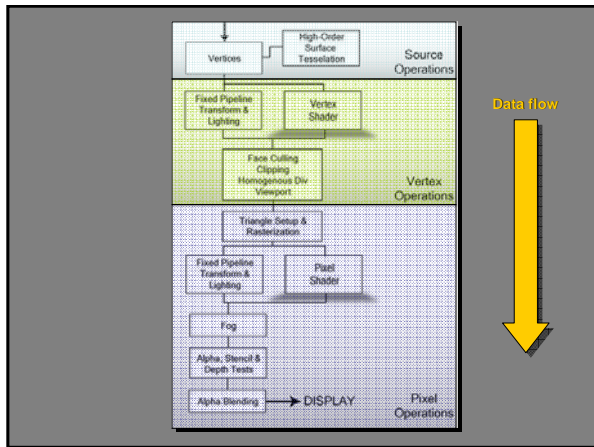 High-Order
Surface
Tesselation
Vertices
Source
Operations
Fixed Pipeline
Transform &
Lighting
Vertex
Shader
Data flow
Face Culling
Clipping
Homogenous Div
Viewport
Vertex
Operations
Triangle Setup &
Rasterization
Fixed Pipeline
Transform &
Lighting
Pixel
Shader
Fog
Alpha, Stencil &
Depth Tests
Alpha Blending
DISPLAY
Pixel
Operations